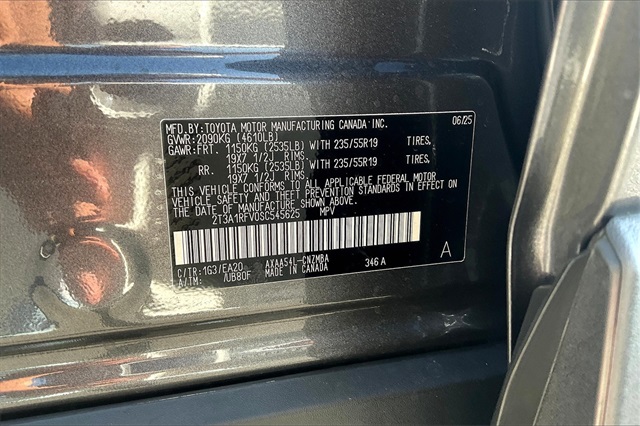 MFD.BY:TOYOTA MOTOR MANUFACTURING CANADA INC. 06/25
GVWR:2090KG (4610LB)
GAWR:FRT. 1150KG (2535LB) WITH 235/55R19 TIRES,
19X7 1/2J RIMS.
RR. 1150KG (2535LB) WITH 235/55R19 TIRES,
19X7 1/2J RIMS.
THIS VEHICLE CONFORMS TO ALL APPLICABLE FEDERAL MOTOR
VEHICLE SAFETY AND THEFT PREVENTION STANDARDS IN EFFECT
ON THE DATE OF MANUFACTURE SHOWN ABOVE.
2T3A1RFV0SC545625 MPV
C/TR:1G3/EA20 AXAA54L-CNZMBA 346 A A
A/TM: /UB80F MADE IN CANADA